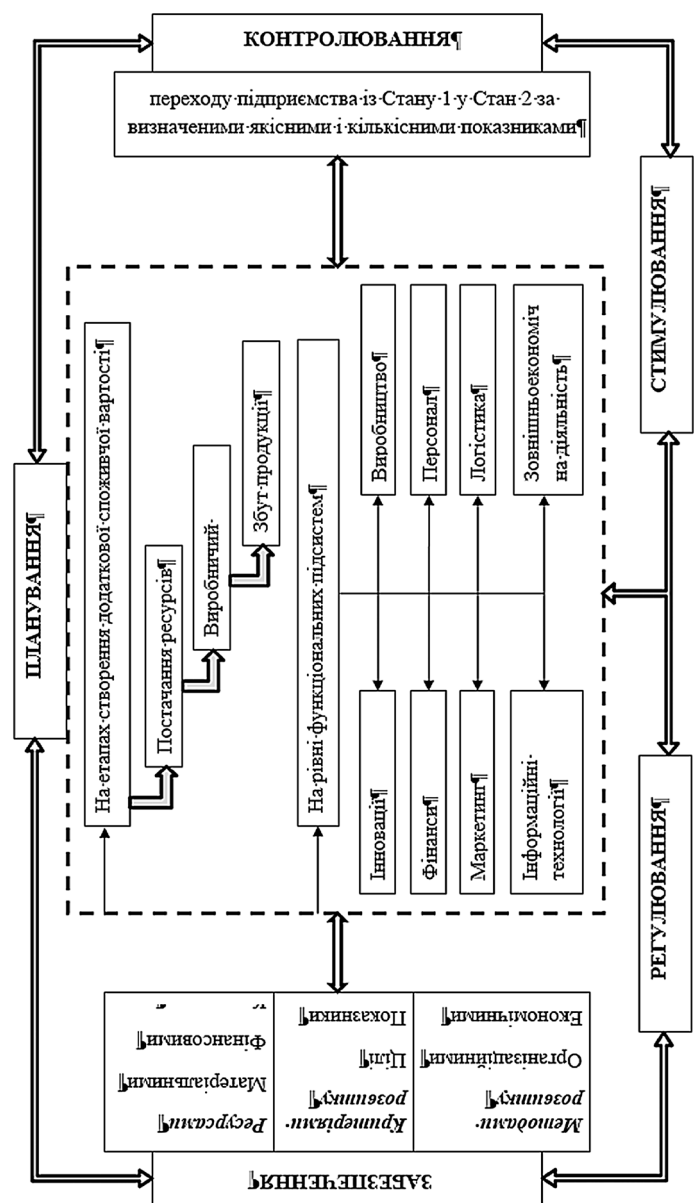 ПЛАНУВАННЯ¶
ЗАБЕЗПЕЧЕННЯ¶
Ресурсами¶
Матеріальними¶
Фінансовими¶
Критеріями·
розвитку¶
Цілі¶
Показники¶
Методами·
розвитку¶
Організаційними¶
Економічними¶
На·етапах·створення·додаткової·споживчої·вартості¶
Постачання·ресурсів¶
Виробничий·
Збут·продукції¶
На·рівні·функціональних·підсистем¶
Інновації¶
Виробництво¶
Фінанси¶
Персонал¶
Маркетинг¶
Логістика¶
Інформаційні·
технології¶
Зовнішньоекономіч
на·діяльність¶
КОНТРОЛЮВАННЯ¶
переходу·підприємства·із·Стану·1·у·Стан·2·за·
визначеними·якісними·і·кількісними·показниками¶
РЕГУЛЮВАННЯ¶
СТИМУЛЮВАННЯ¶